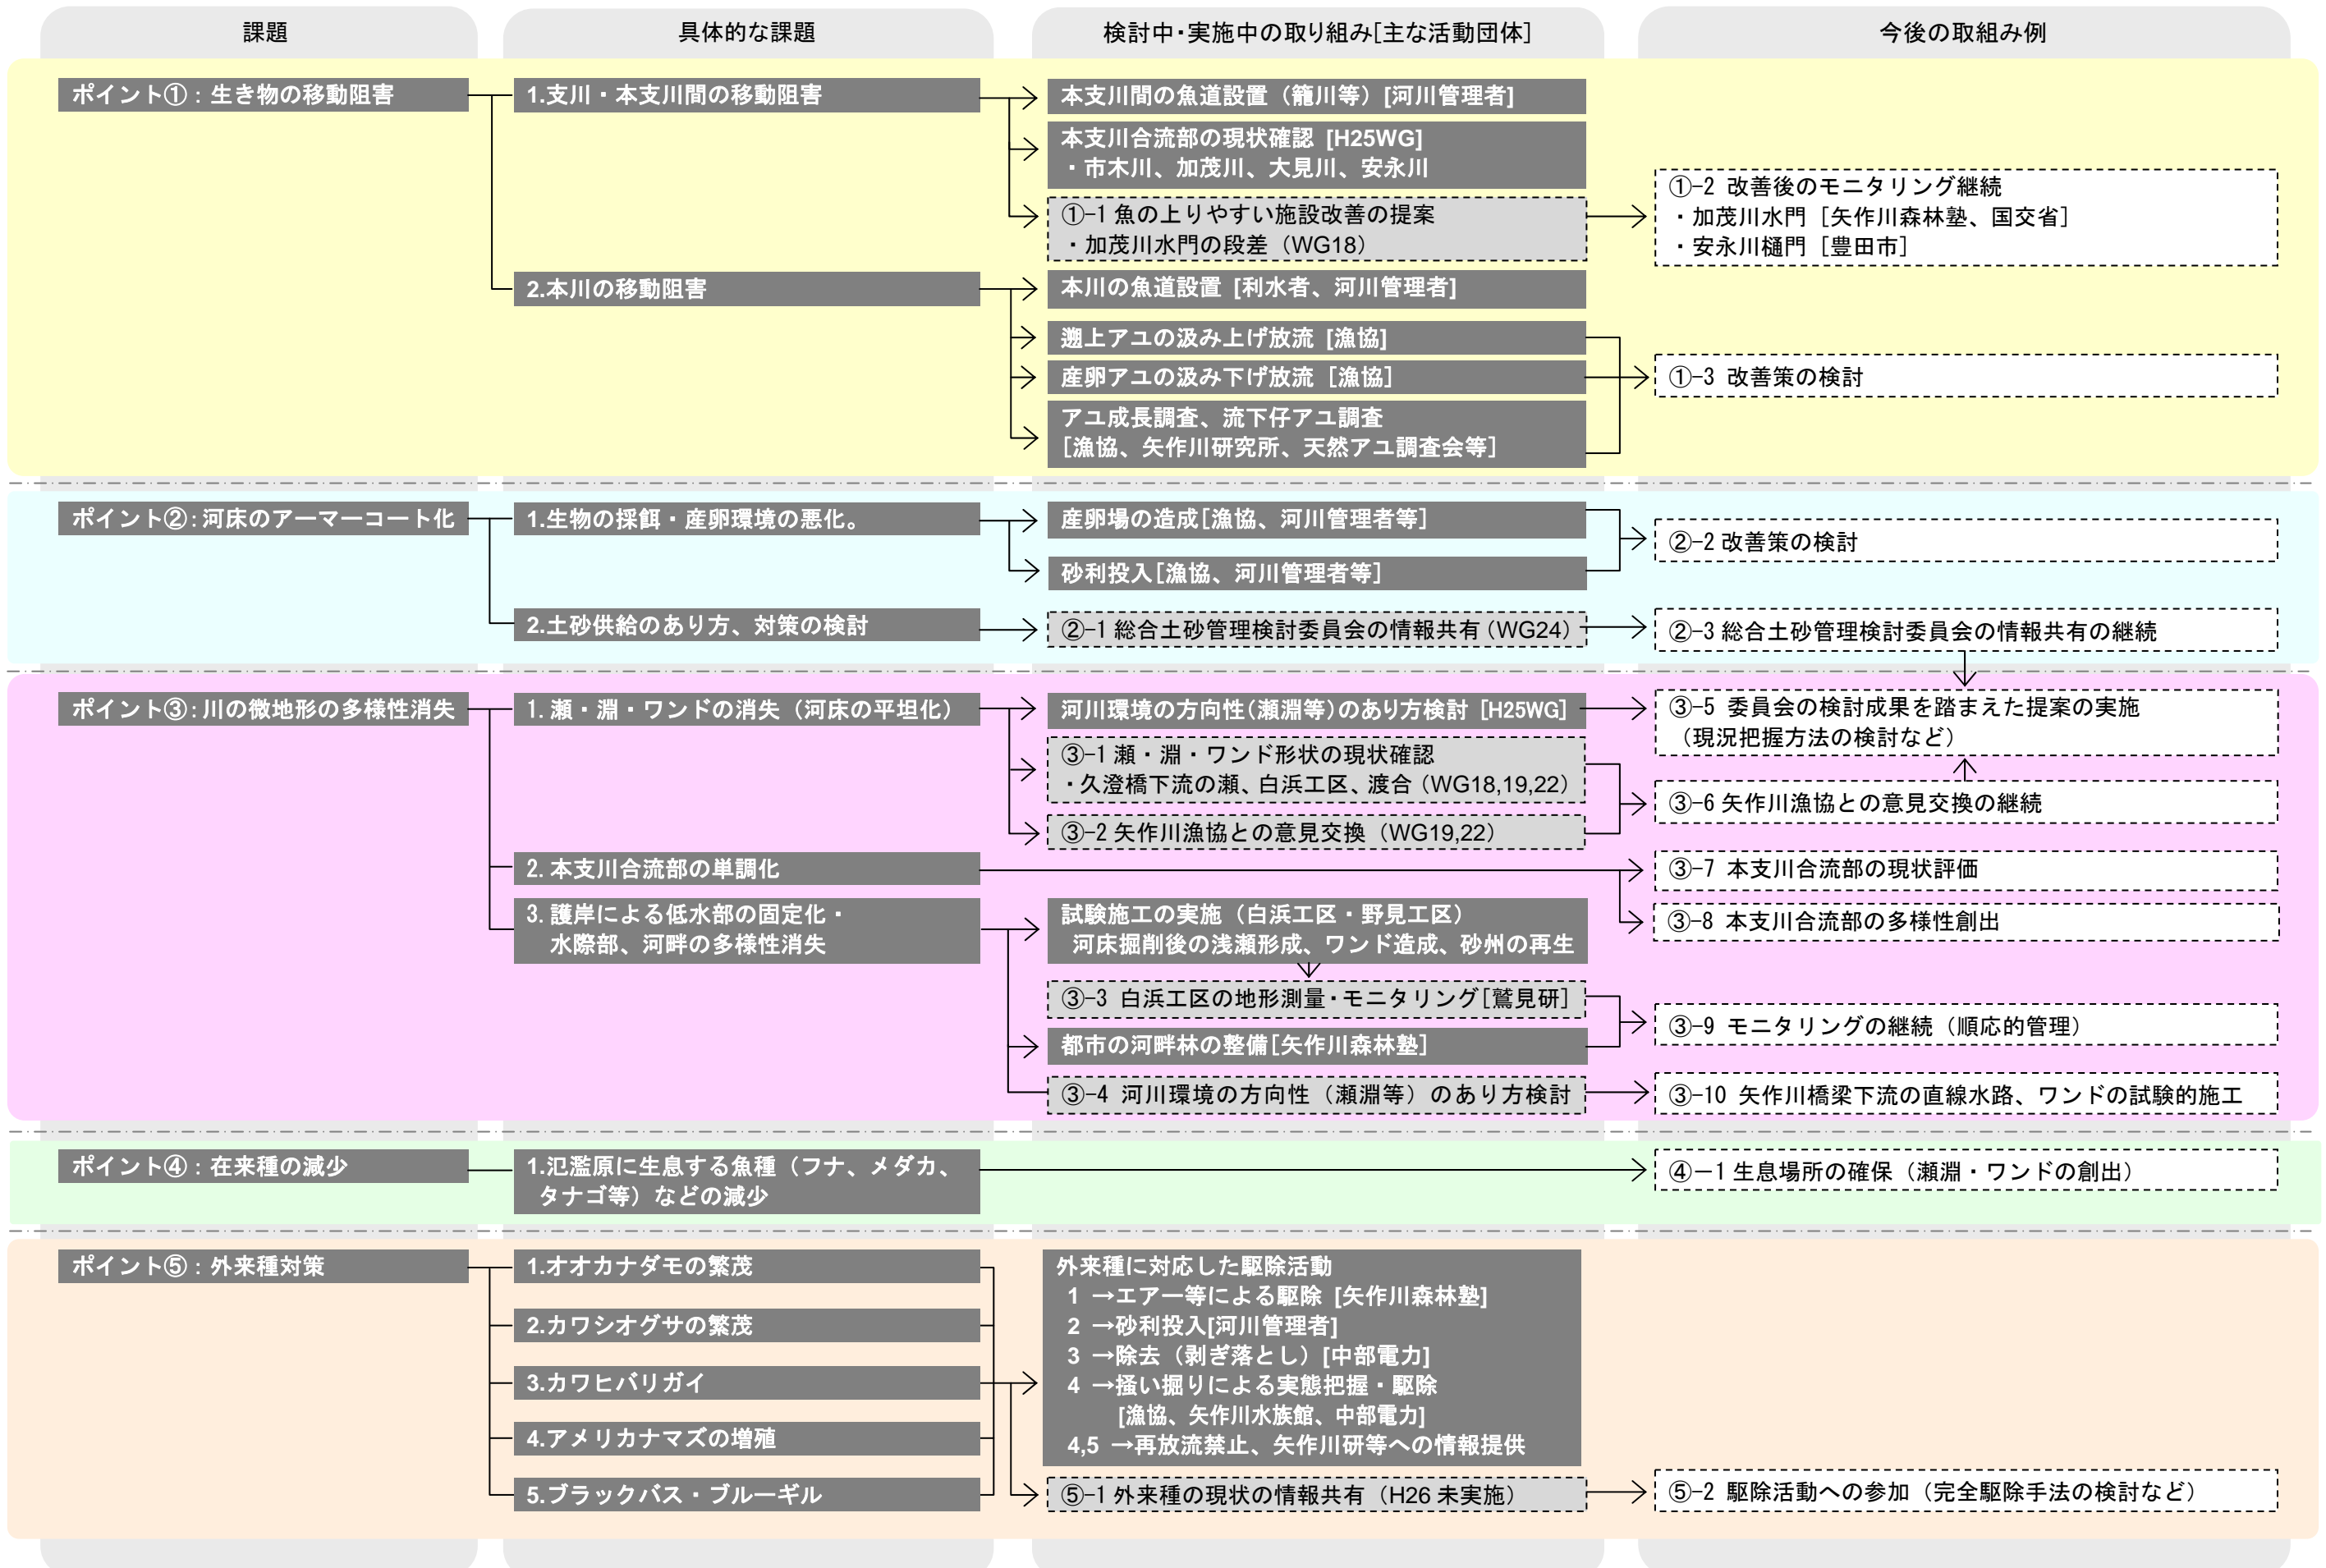 課題
具体的な課題
検討中・実施中の取り組み[主な活動団体]
今後の取組み例
ポイント①：生き物の移動阻害
1.支川・本支川間の移動阻害
本支川間の魚道設置（籠川等）[河川管理者]
本支川合流部の現状確認 [H25WG]
・市木川、加茂川、大見川、安永川
①-1 魚の上りやすい施設改善の提案
・加茂川水門の段差（WG18）
①-2 改善後のモニタリング継続
・加茂川水門［矢作川森林塾、国交省］
・安永川樋門［豊田市］
2.本川の移動阻害
本川の魚道設置 [利水者、河川管理者]
遡上アユの汲み上げ放流 [漁協]
産卵アユの汲み下げ放流［漁協］
アユ成長調査、流下仔アユ調査
[漁協、矢作川研究所、天然アユ調査会等]
①-3 改善策の検討
ポイント②：河床のアーマーコート化
1.生物の採餌・産卵環境の悪化。
産卵場の造成[漁協、河川管理者等]
砂利投入[漁協、河川管理者等]
②-2 改善策の検討
2.土砂供給のあり方、対策の検討
②-1 総合土砂管理検討委員会の情報共有（WG24）
②-3 総合土砂管理検討委員会の情報共有の継続
ポイント③：川の微地形の多様性消失
1. 瀬・淵・ワンドの消失（河床の平坦化）
河川環境の方向性（瀬淵等）のあり方検討 [H25WG]
③-1 瀬・淵・ワンド形状の現状確認
・久澄橋下流の瀬、白浜工区、渡合（WG18,19,22）
③-2 矢作川漁協との意見交換（WG19,22）
③-5 委員会の検討成果を踏まえた提案の実施
（現況把握方法の検討など）
③-6 矢作川漁協との意見交換の継続
2. 本支川合流部の単調化
③-7 本支川合流部の現状評価
③-8 本支川合流部の多様性創出
3. 護岸による低水部の固定化・
水際部、河畔の多様性消失
試験施工の実施（白浜工区・野見工区）
河床掘削後の浅瀬形成、ワンド造成、砂州の再生
③-3 白浜工区の地形測量・モニタリング[鷲見研]
都市の河畔林の整備[矢作川森林塾]
③-4 河川環境の方向性（瀬淵等）のあり方検討
③-9 モニタリングの継続（順応的管理）
③-10 矢作川橋梁下流の直線水路、ワンドの試験的施工
ポイント④：在来種の減少
1.氾濫原に生息する魚種（フナ、メダカ、
タナゴ等）などの減少
④－1 生息場所の確保（瀬淵・ワンドの創出）
ポイント⑤：外来種対策
1.オオカナダモの繁茂
2.カワシオグサの繁茂
3.カワヒバリガイ
4.アメリカナマズの増殖
5.ブラックバス・ブルーギル
外来種に対応した駆除活動
1 →エアー等による駆除 [矢作川森林塾]
2 →砂利投入[河川管理者]
3 →除去（剥ぎ落とし）[中部電力]
4 →掻い掘りによる実態把握・駆除
[漁協、矢作川水族館、中部電力]
4,5 →再放流禁止、矢作川研等への情報提供
⑤-1 外来種の現状の情報共有（H26 未実施）
⑤-2 駆除活動への参加（完全駆除手法の検討など）